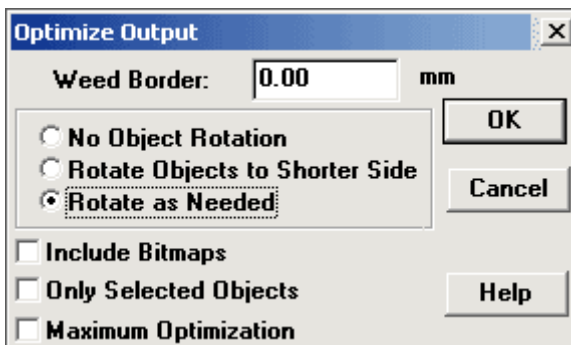 Optimize Output
Weed Border: 0.00 mm
No Object Rotation
Rotate Objects to Shorter Side
Rotate as Needed
OK
Cancel
Include Bitmaps
Only Selected Objects
Maximum Optimization
Help